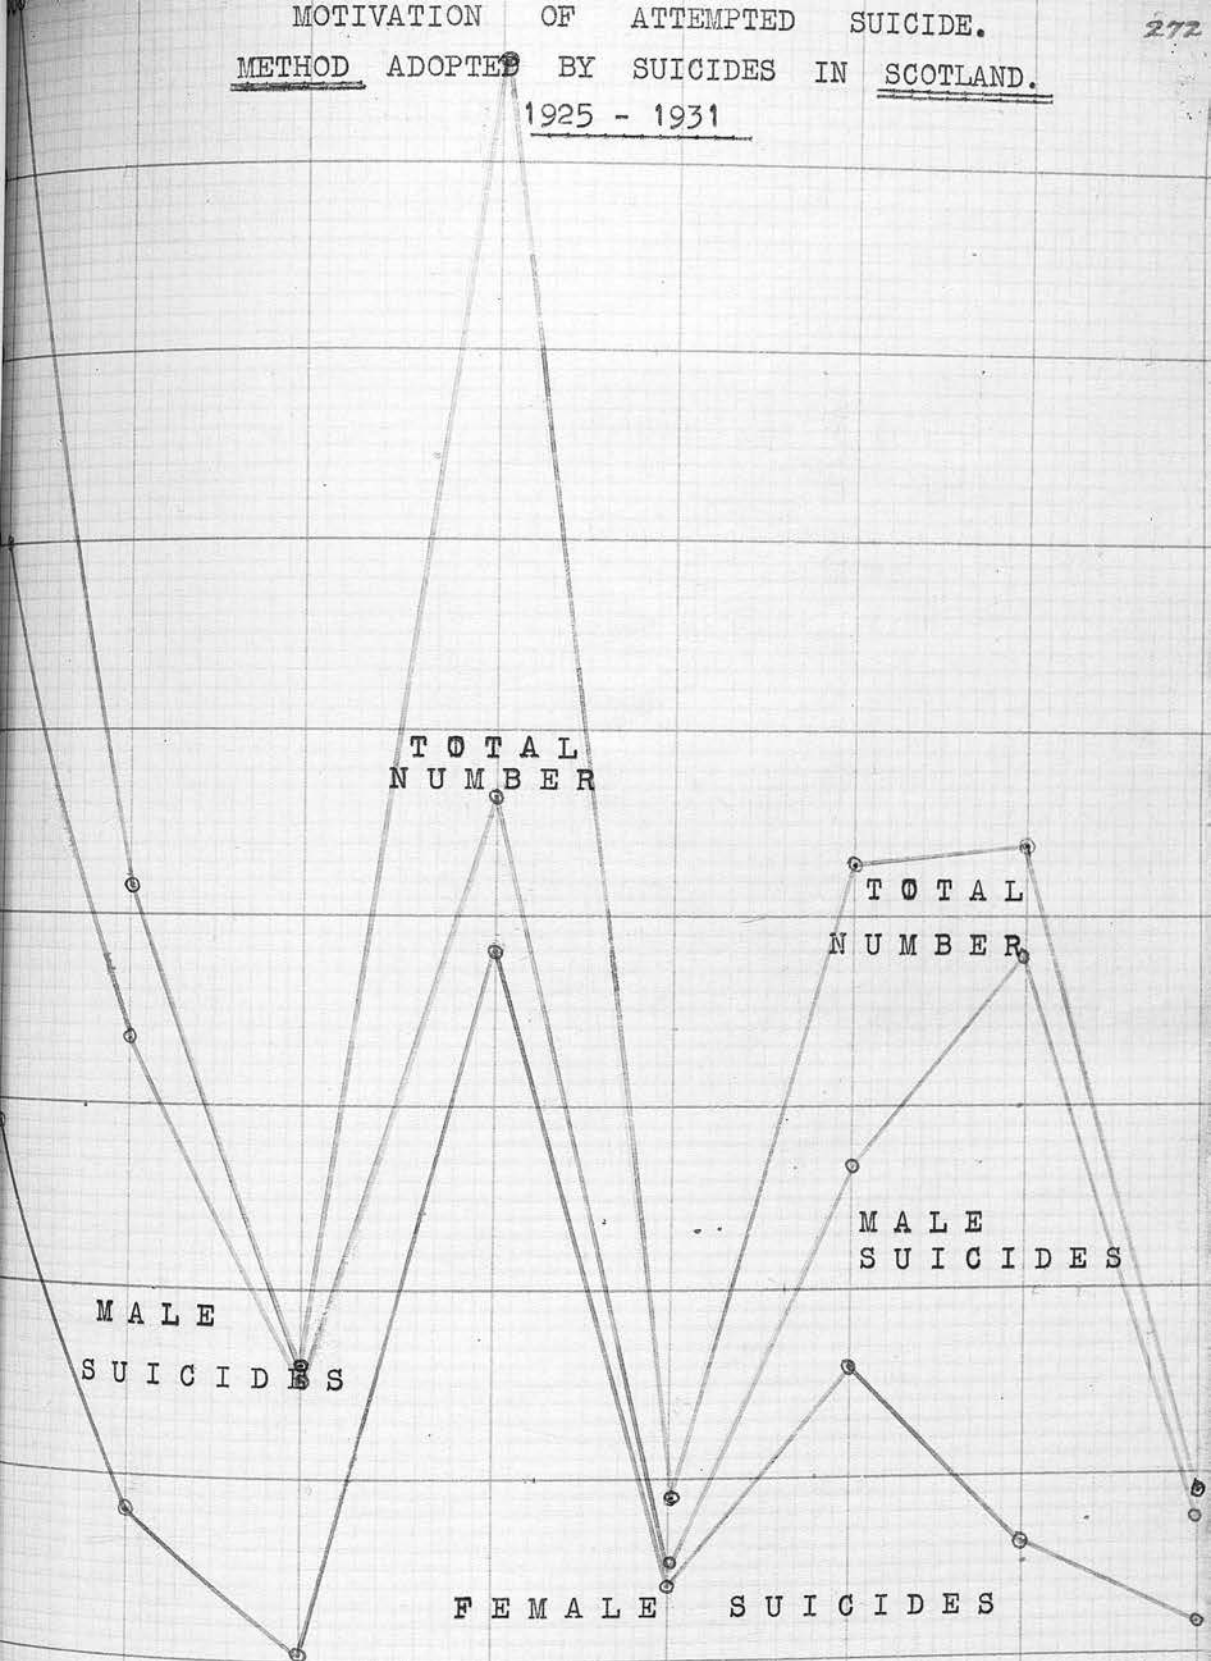 272
MOTIVATION OF ATTEMPTED SUICIDE.
METHOD ADOPTED BY SUICIDES IN SCOTLAND.
1925 - 1931
TOTAL
NUMBER
TOTAL
NUMBER
MALE
SUICIDES
MALE
SUICIDES
FEMALE SUICIDES